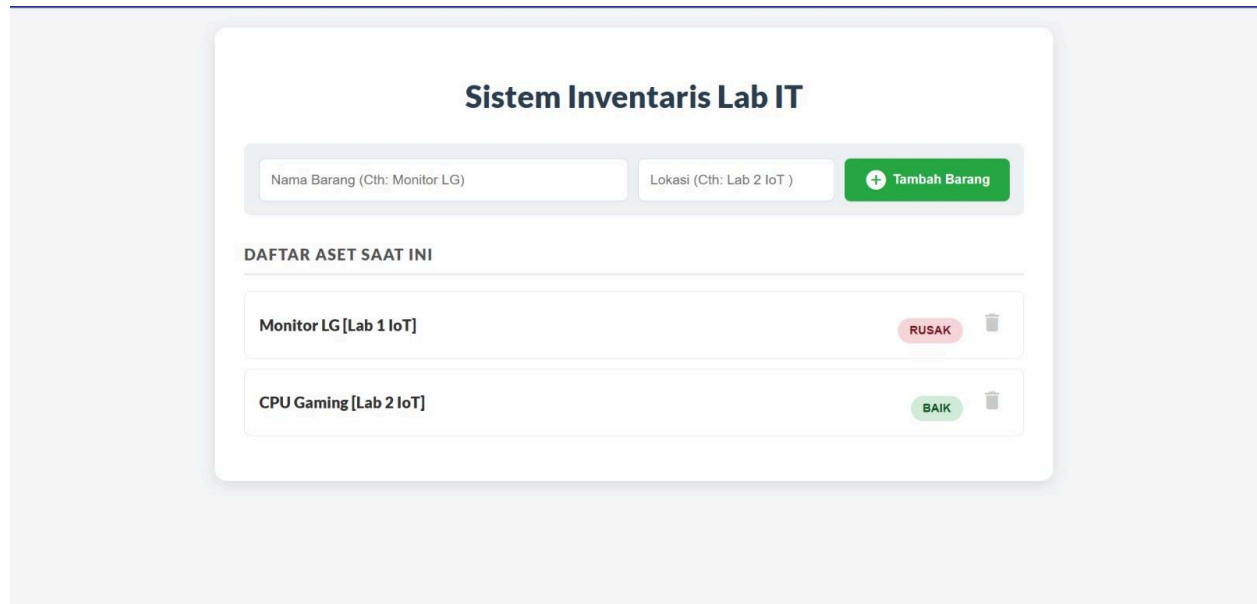 Sistem Inventaris Lab IT
Nama Barang (Cth: Monitor LG)
Lokasi (Cth: Lab 2 IoT )
Tambah Barang
DAFTAR ASET SAAT INI
Monitor LG [Lab 1 IoT]
RUSAK
CPU Gaming [Lab 2 IoT]
BAIK